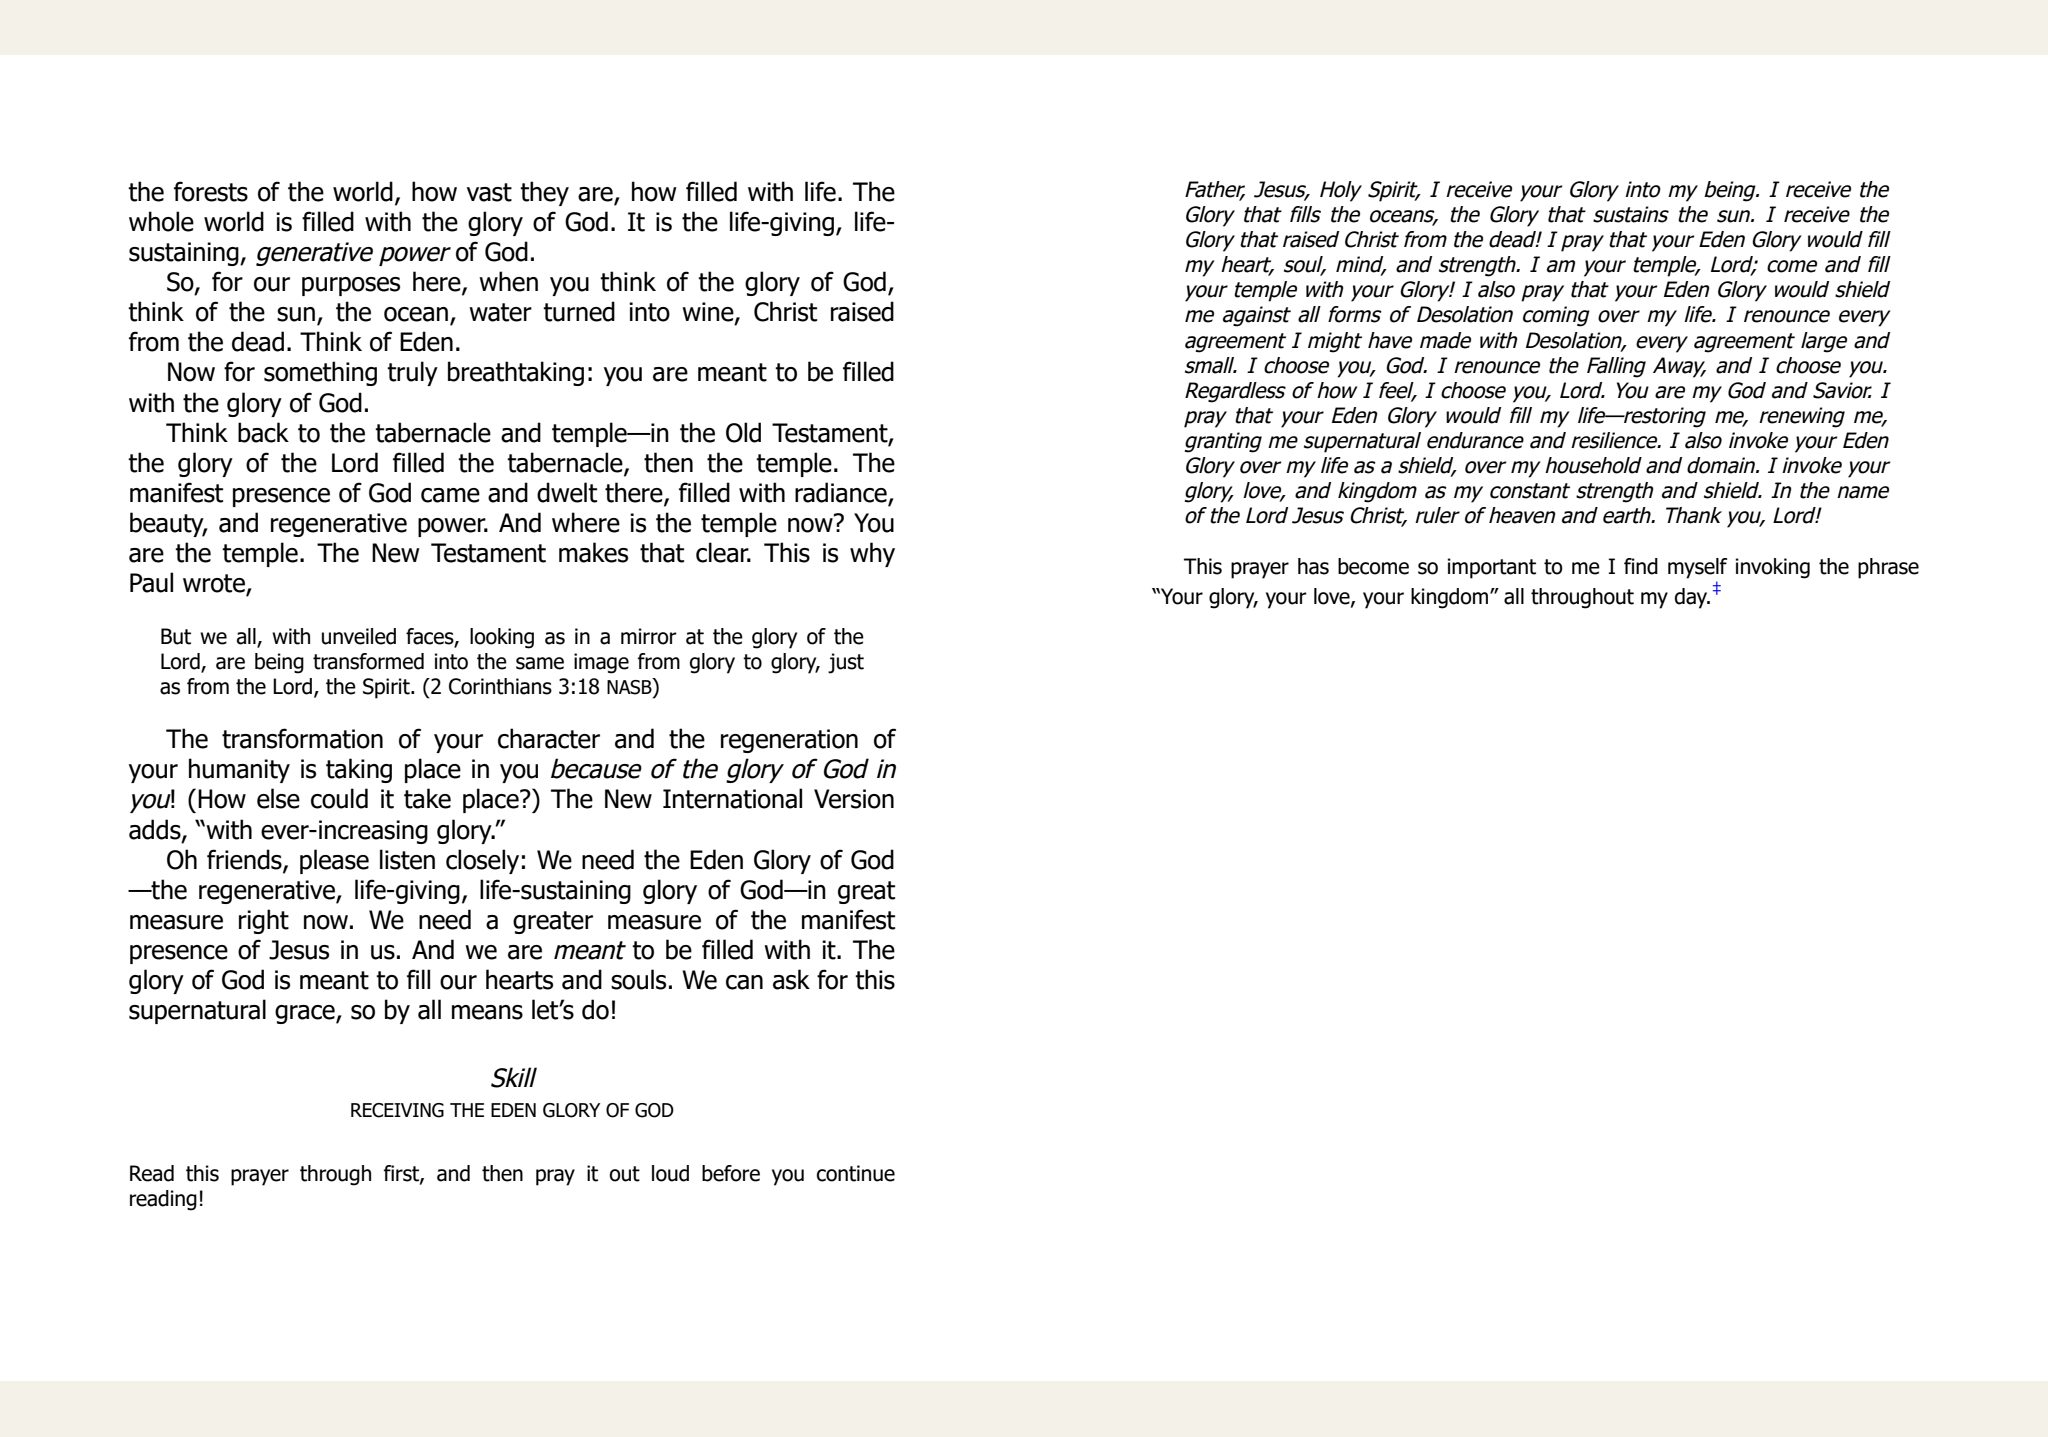 the forests of the world, how vast they are, how filled with life. The
whole world is filled with the glory of God. It is the life-giving, life-
sustaining, generative power of God.
So, for our purposes here, when you think of the glory of God,
think of the sun, the ocean, water turned into wine, Christ raised
from the dead. Think of Eden.
Now for something truly breathtaking: you are meant to be filled
with the glory of God.
Think back to the tabernacle and temple—in the Old Testament,
the glory of the Lord filled the tabernacle, then the temple. The
manifest presence of God came and dwelt there, filled with radiance,
beauty, and regenerative power. And where is the temple now? You
are the temple. The New Testament makes that clear. This is why
Paul wrote,
But we all, with unveiled faces, looking as in a mirror at the glory of the
Lord, are being transformed into the same image from glory to glory, just
as from the Lord, the Spirit. (2 Corinthians 3:18 NASB)
The transformation of your character and the regeneration of
your humanity is taking place in you because of the glory of God in
you! (How else could it take place?) The New International Version
adds, “with ever-increasing glory.”
Oh friends, please listen closely: We need the Eden Glory of God
—the regenerative, life-giving, life-sustaining glory of God—in great
measure right now. We need a greater measure of the manifest
presence of Jesus in us. And we are meant to be filled with it. The
glory of God is meant to fill our hearts and souls. We can ask for this
supernatural grace, so by all means let’s do!
Skill
RECEIVING THE EDEN GLORY OF GOD
Read this prayer through first, and then pray it out loud before you continue
reading!
Father, Jesus, Holy Spirit, I receive your Glory into my being. I receive the
Glory that fills the oceans, the Glory that sustains the sun. I receive the
Glory that raised Christ from the dead! I pray that your Eden Glory would fill
my heart, soul, mind, and strength. I am your temple, Lord; come and fill
your temple with your Glory! I also pray that your Eden Glory would shield
me against all forms of Desolation coming over my life. I renounce every
agreement I might have made with Desolation, every agreement large and
small. I choose you, God. I renounce the Falling Away, and I choose you.
Regardless of how I feel, I choose you, Lord. You are my God and Savior. I
pray that your Eden Glory would fill my life—restoring me, renewing me,
granting me supernatural endurance and resilience. I also invoke your Eden
Glory over my life as a shield, over my household and domain. I invoke your
glory, love, and kingdom as my constant strength and shield. In the name
of the Lord Jesus Christ, ruler of heaven and earth. Thank you, Lord!
This prayer has become so important to me I find myself invoking the phrase
“Your glory, your love, your kingdom” all throughout my day.‡